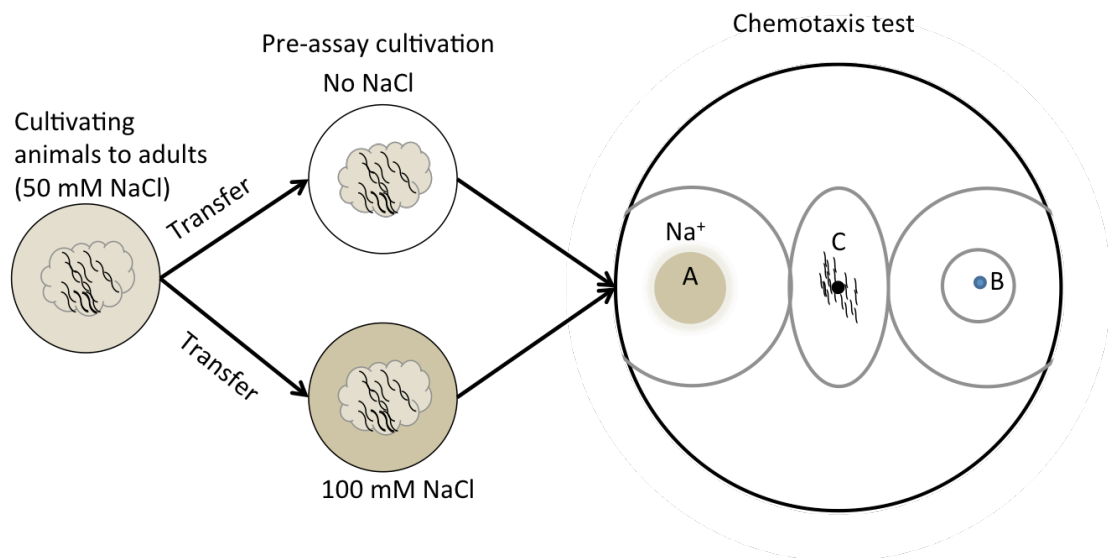 Chemotaxis test
Pre-assay cultivation
No NaCl
Cultivating
animals to adults
(50 mM NaCl)
Transfer
Transfer
100 mM NaCl
Na⁺
A
C
B